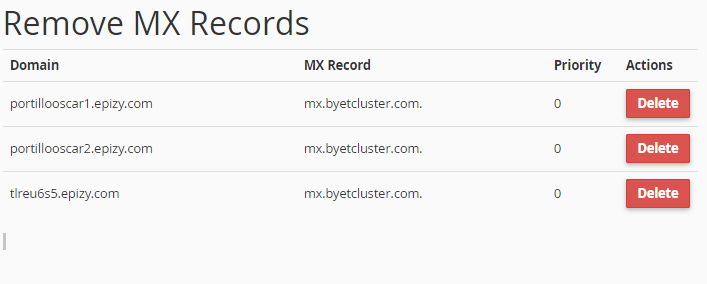 Remove MX Records
Domain MX Record Priority Actions
portillooscar1.epizy.com mx.byetcluster.com. 0 Delete
portillooscar2.epizy.com mx.byetcluster.com. 0 Delete
tlreu6s5.epizy.com mx.byetcluster.com. 0 Delete